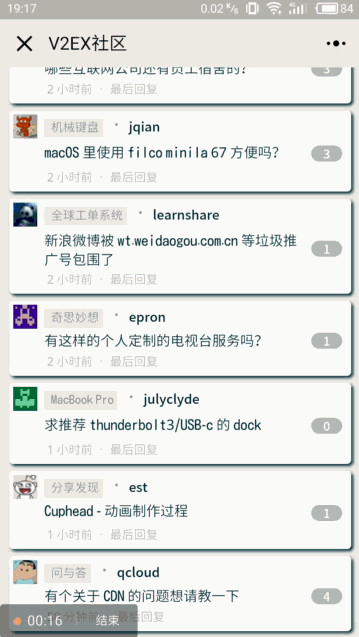 19:17 0.02 K/s 84
V2EX社区
哪些互联网公司还有员工宿舍的？ 3
2 小时前 · 最后回复
机械键盘 · jqian
macOS 里使用 filco minila 67 方便吗？ 3
2 小时前 · 最后回复
全球工单系统 · learnshare
新浪微博被 wt.weidaogou.com.cn 等垃圾推
广号包围了 1
2 小时前 · 最后回复
奇思妙想 · epron
有这样的个人定制的电视台服务吗？ 1
2 小时前 · 最后回复
MacBook Pro · julyclyde
求推荐 thunderbolt3/USB-c 的 dock 0
1 小时前 · 最后回复
分享发现 · est
Cuphead - 动画制作过程 1
1 小时前 · 最后回复
问与答 · qcloud
有个关于 CDN 的问题想请教一下 4
分钟前 · 最后回复
00:16 结束